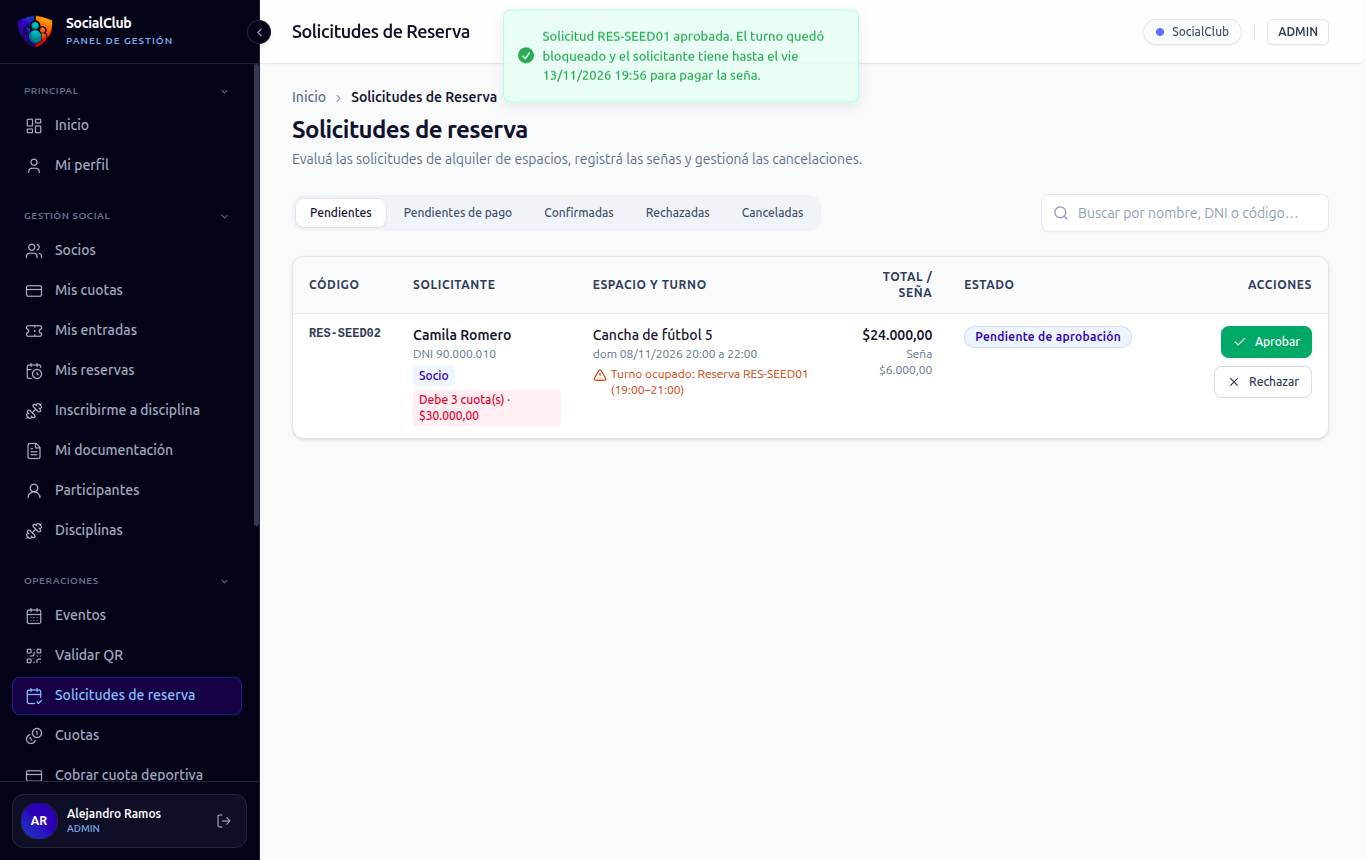 SocialClub
PANEL DE GESTIÓN
PRINCIPAL
Inicio
Mi perfil
GESTIÓN SOCIAL
Socios
Mis cuotas
Mis entradas
Mis reservas
Inscribirme a disciplina
Mi documentación
Participantes
Disciplinas
OPERACIONES
Eventos
Validar QR
Solicitudes de reserva
Cuotas
Cobrar cuota deportiva
AR
Alejandro Ramos
ADMIN
Solicitudes de Reserva
Solicitud RES-SEED01 aprobada. El turno quedó
bloqueado y el solicitante tiene hasta el vie
13/11/2026 19:56 para pagar la seña.
SocialClub
ADMIN
Inicio › Solicitudes de Reserva
Solicitudes de reserva
Evaluá las solicitudes de alquiler de espacios, registrá las señas y gestioná las cancelaciones.
Pendientes
Pendientes de pago
Confirmadas
Rechazadas
Canceladas
Buscar por nombre, DNI o código…
CÓDIGO
SOLICITANTE
ESPACIO Y TURNO
TOTAL /
SEÑA
ESTADO
ACCIONES
RES-SEED02
Camila Romero
DNI 90.000.010
Socio
Debe 3 cuota(s) ·
$30.000,00
Cancha de fútbol 5
dom 08/11/2026 20:00 a 22:00
Turno ocupado: Reserva RES-SEED01
(19:00–21:00)
$24.000,00
Seña
$6.000,00
Pendiente de aprobación
Aprobar
Rechazar